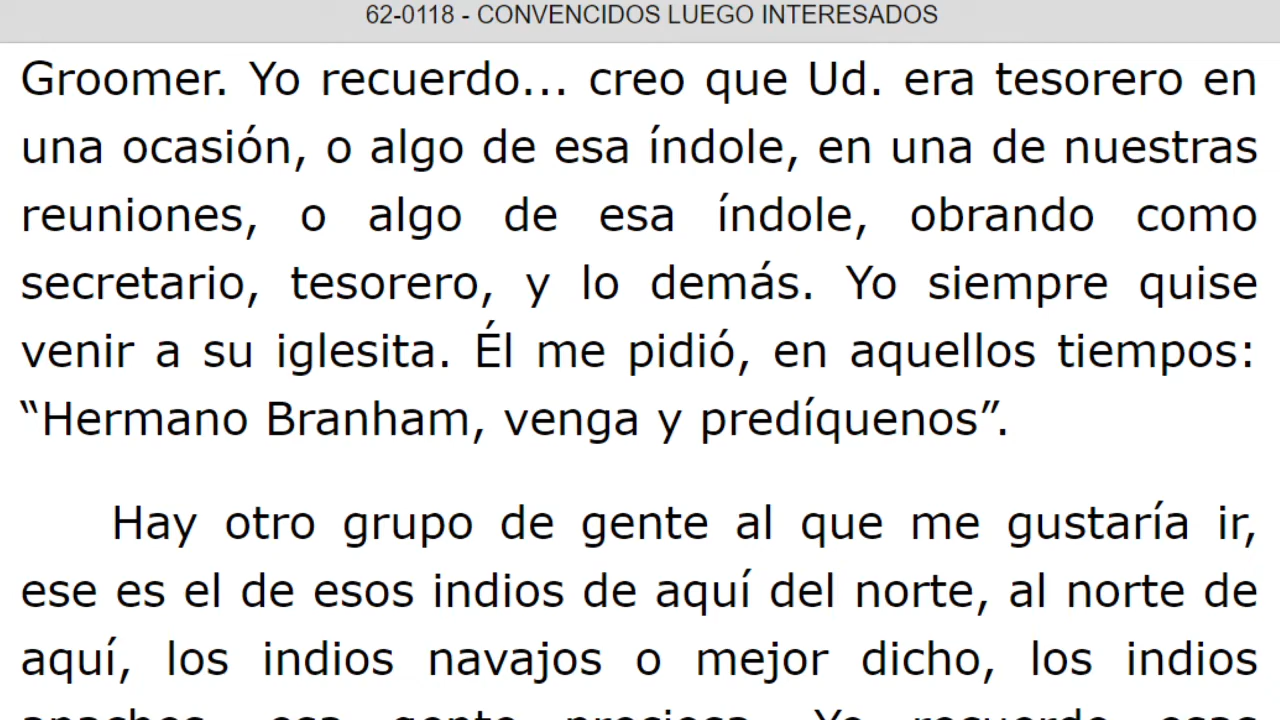 62-0118 - CONVENCIDOS LUEGO INTERESADOS
Groomer. Yo recuerdo... creo que Ud. era tesorero en
una ocasión, o algo de esa índole, en una de nuestras
reuniones, o algo de esa índole, obrando como
secretario, tesorero, y lo demás. Yo siempre quise
venir a su iglesita. Él me pidió, en aquellos tiempos:
“Hermano Branham, venga y predíquenos”.
Hay otro grupo de gente al que me gustaría ir,
ese es el de esos indios de aquí del norte, al norte de
aquí, los indios navajos o mejor dicho, los indios